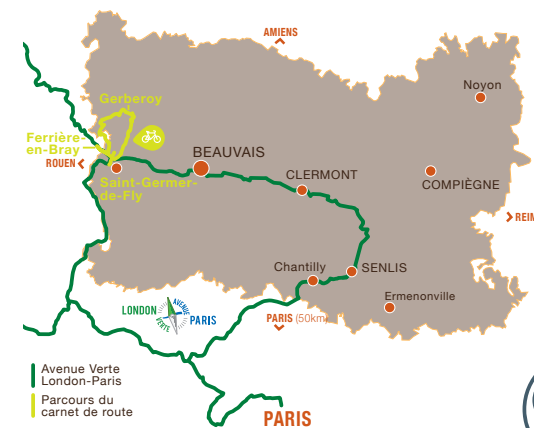 AMIENS
Noyon
Gerberoy
Ferrière-
en-Bray
ROUEN
BEAUVAIS
Saint-Germer-
de-Fly
CLERMONT
COMPIÈGNE
Chantilly
SENLIS
Ermenonville
LONDON
AVENUE
VERTE
PARIS
PARIS (50km)
Avenue Verte
London-Paris
Parcours du
carnet de route
PARIS